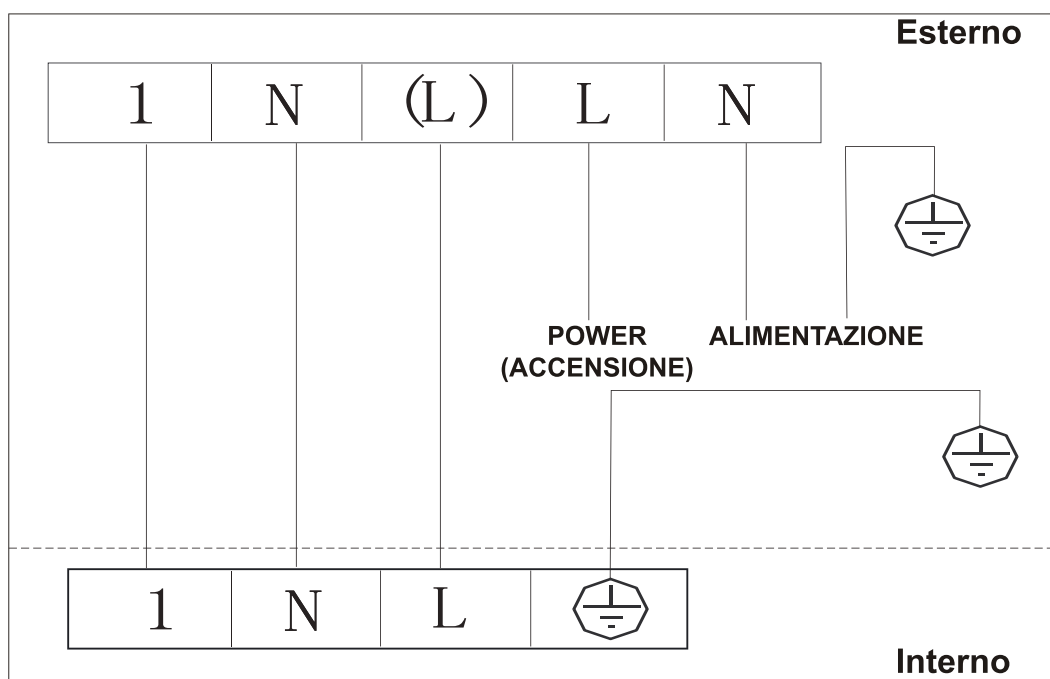 Esterno
1 N (L) L N
POWER ALIMENTAZIONE
(ACCENSIONE)
1 N L
Interno